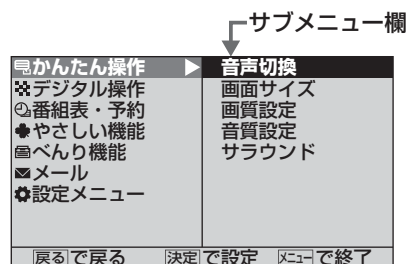 サブメニュー欄
かんたん操作 音声切換
デジタル操作 画面サイズ
番組表・予約 画質設定
やさしい機能 音質設定
べんり機能 サラウンド
メール
設定メニュー
戻るで戻る 決定で設定 メニューで終了